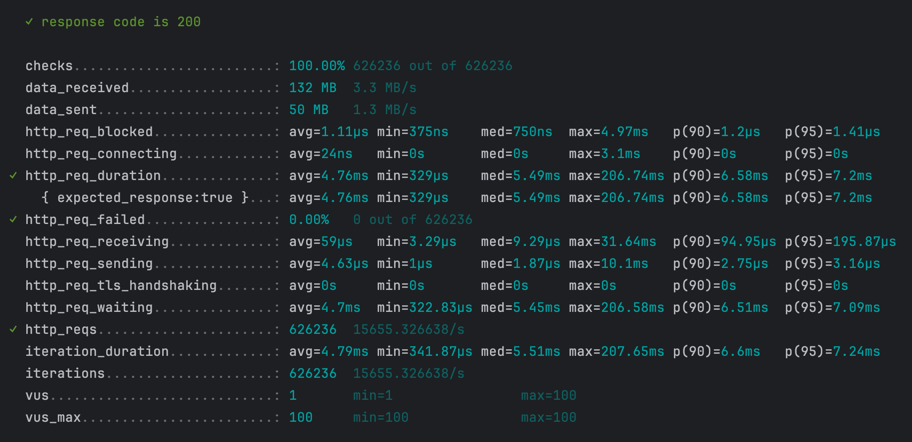 ✓ response code is 200
checks.........................: 100.00% 626236 out of 626236
data_received..................: 132 MB 3.3 MB/s
data_sent......................: 50 MB 1.3 MB/s
http_req_blocked...............: avg=1.11µs min=375ns med=750ns max=4.97ms p(90)=1.2µs p(95)=1.41µs
http_req_connecting............: avg=24ns min=0s med=0s max=3.1ms p(90)=0s p(95)=0s
✓ http_req_duration..............: avg=4.76ms min=329µs med=5.49ms max=206.74ms p(90)=6.58ms p(95)=7.2ms
{ expected_response:true }...: avg=4.76ms min=329µs med=5.49ms max=206.74ms p(90)=6.58ms p(95)=7.2ms
✓ http_req_failed................: 0.00% 0 out of 626236
http_req_receiving.............: avg=59µs min=3.29µs med=9.29µs max=31.64ms p(90)=94.95µs p(95)=195.87µs
http_req_sending...............: avg=4.63µs min=1µs med=1.87µs max=10.1ms p(90)=2.75µs p(95)=3.16µs
http_req_tls_handshaking.......: avg=0s min=0s med=0s max=0s p(90)=0s p(95)=0s
http_req_waiting...............: avg=4.7ms min=322.83µs med=5.45ms max=206.58ms p(90)=6.51ms p(95)=7.09ms
✓ http_reqs......................: 626236 15655.326638/s
iteration_duration.............: avg=4.79ms min=341.87µs med=5.51ms max=207.65ms p(90)=6.6ms p(95)=7.24ms
iterations.....................: 626236 15655.326638/s
vus............................: 1 min=1 max=100
vus_max........................: 100 min=100 max=100